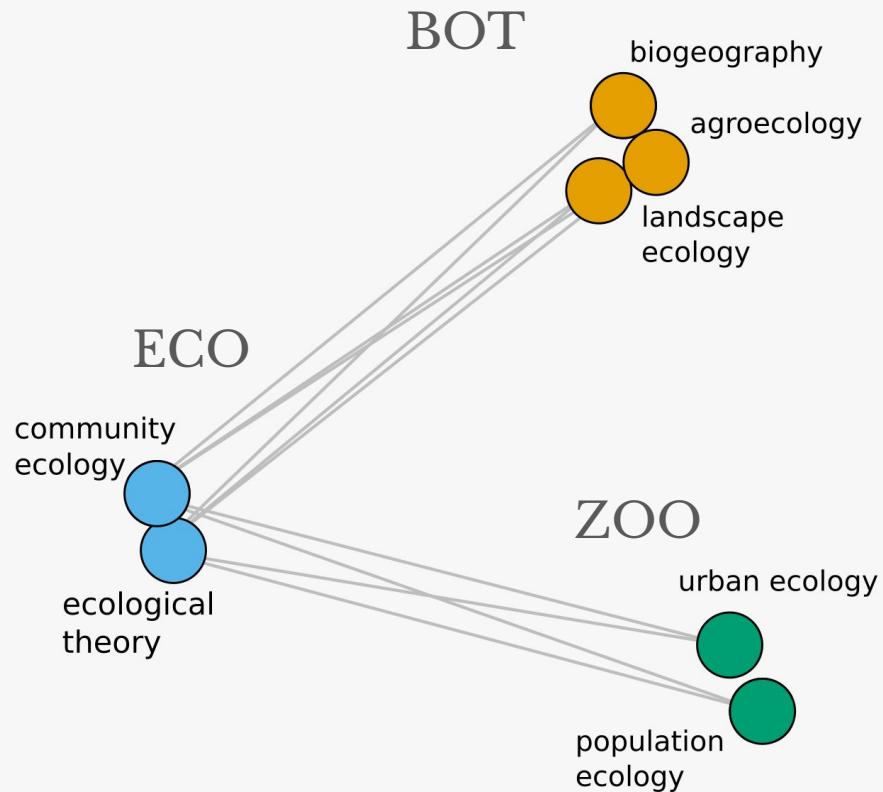 BOT
biogeography
agroecology
landscape
ecology
ECO
community
ecology
ecological
theory
ZOO
urban ecology
population
ecology